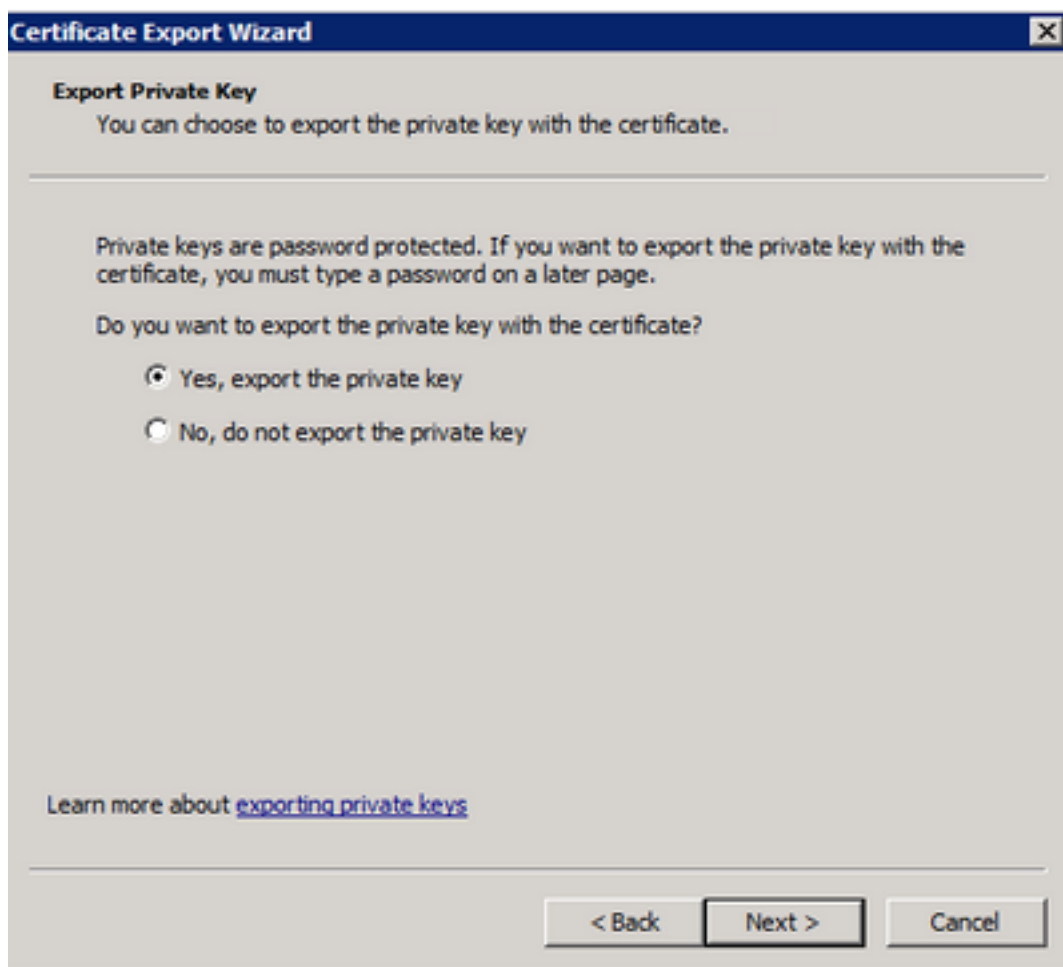 Certificate Export Wizard
Export Private Key
You can choose to export the private key with the certificate.
Private keys are password protected. If you want to export the private key with the
certificate, you must type a password on a later page.
Do you want to export the private key with the certificate?
Yes, export the private key
No, do not export the private key
Learn more about exporting private keys
< Back Next > Cancel